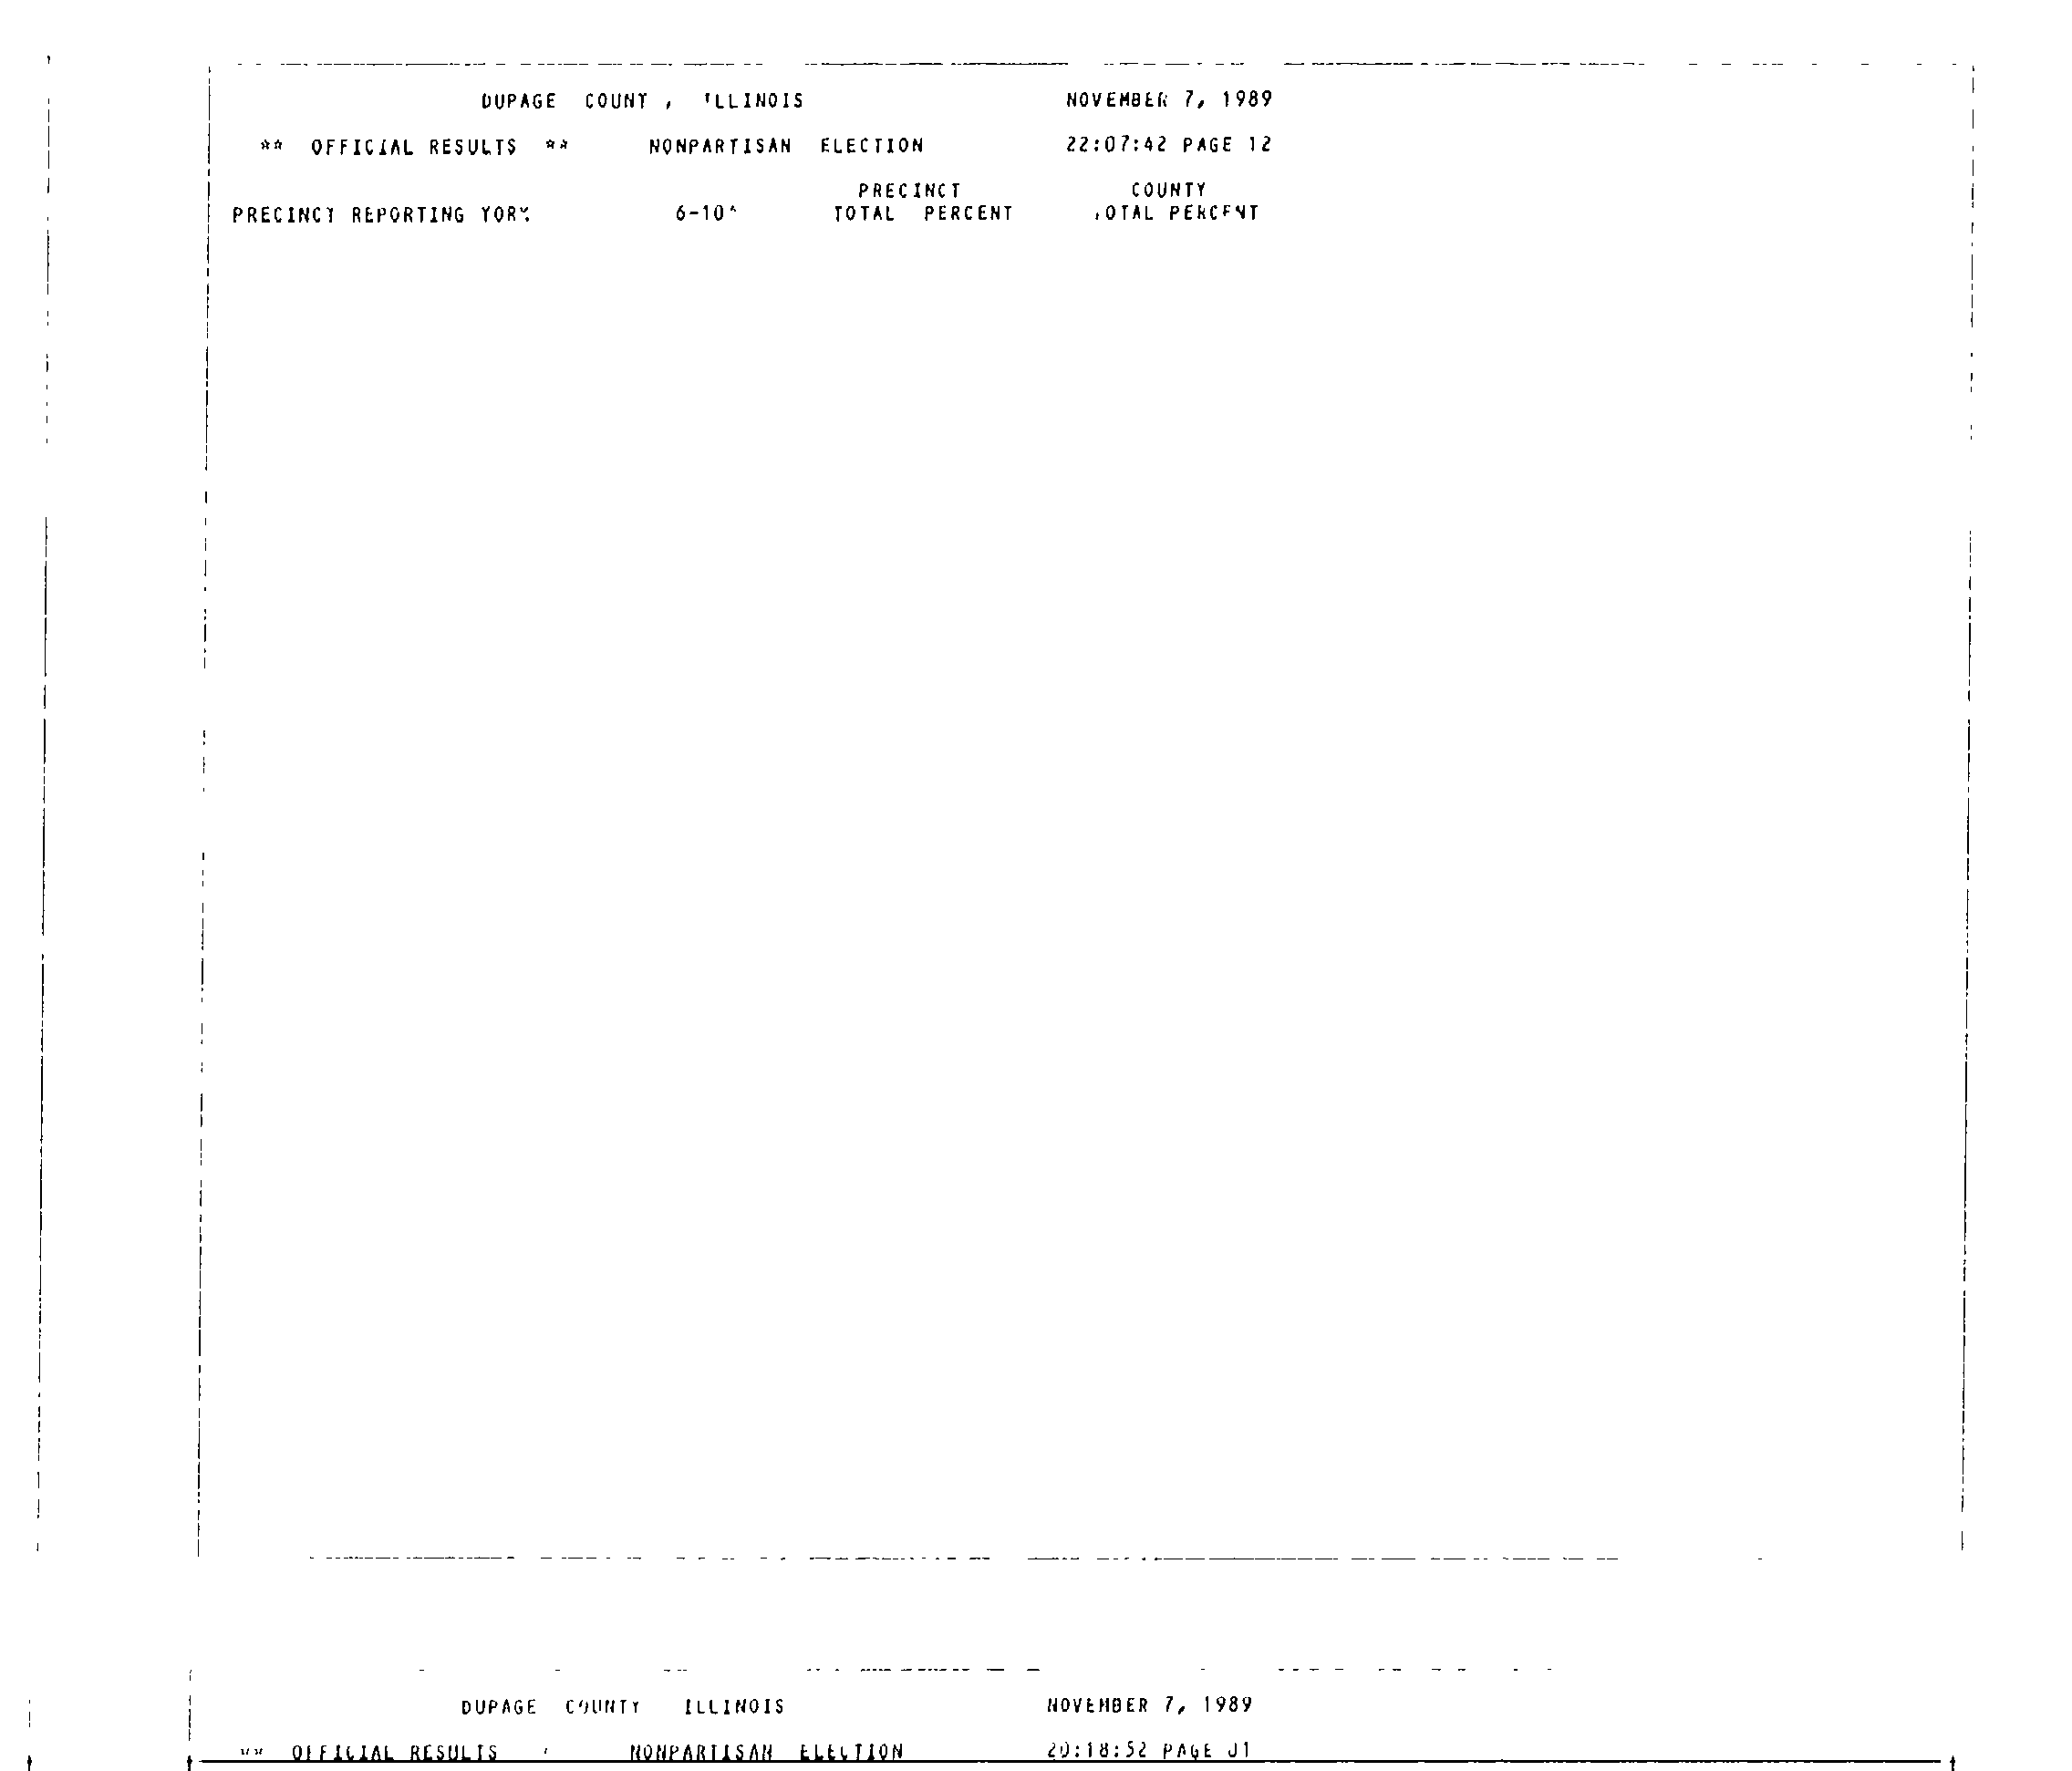 DUPAGE COUNT , ILLINOIS NOVEMBER 7, 1989
** OFFICIAL RESULTS ** NONPARTISAN ELECTION 22:07:42 PAGE 12
PRECINCT COUNTY
PRECINCT REPORTING YORK 6-10 TOTAL PERCENT TOTAL PERCENT
DUPAGE COUNTY ILLINOIS NOVEMBER 7, 1989
** OFFICIAL RESULTS NONPARTISAN ELECTION 20:18:52 PAGE